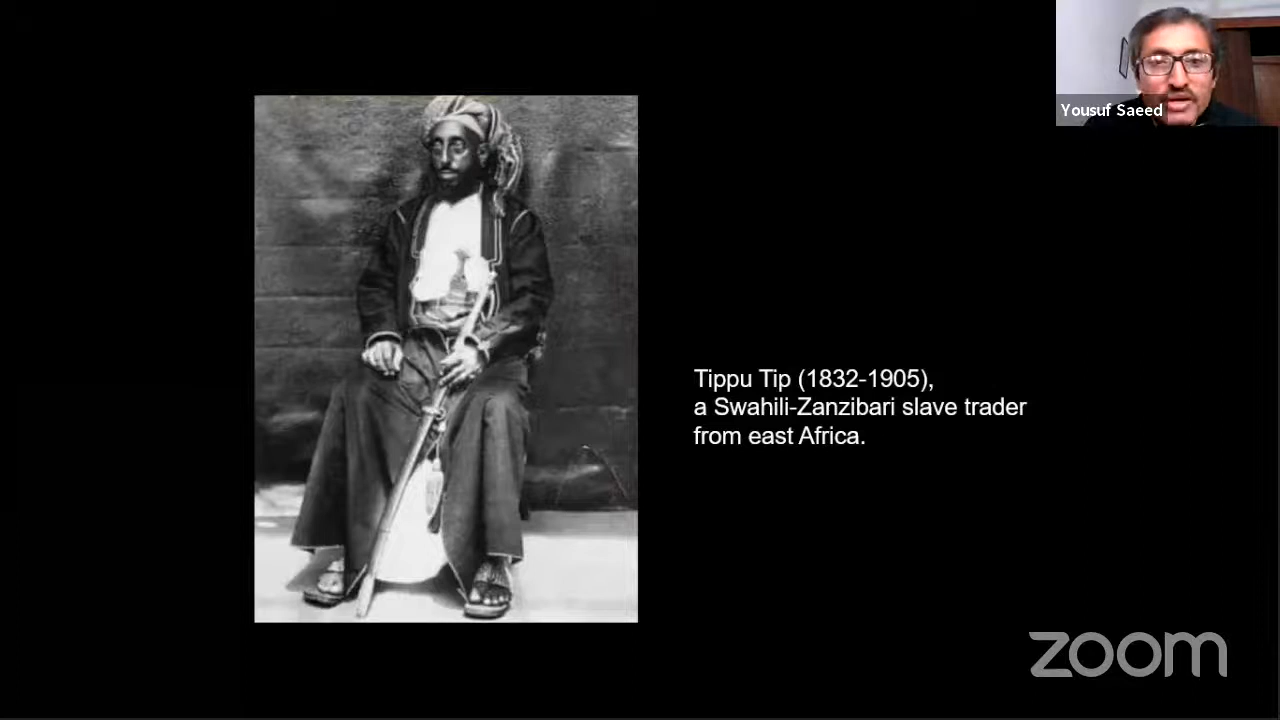 Yousuf Saeed
Tippu Tip (1832-1905),
a Swahili-Zanzibari slave trader
from east Africa.
zoom